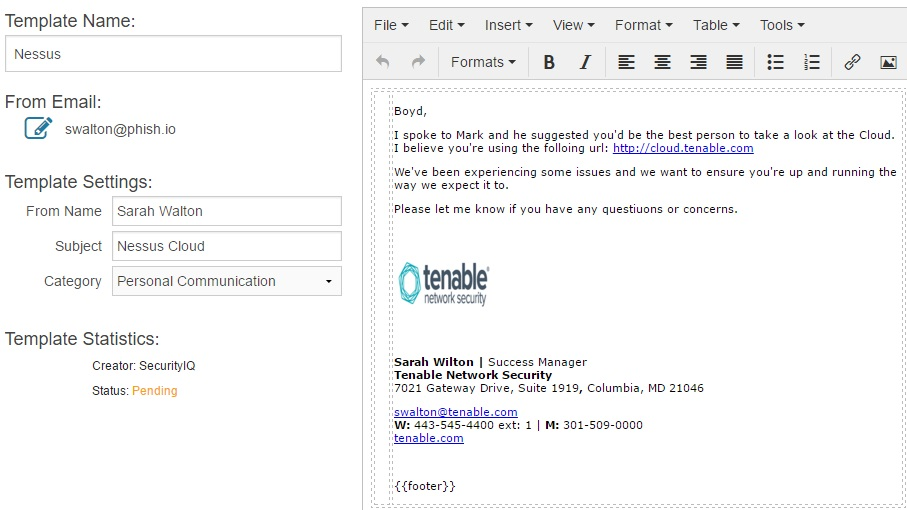 Template Name:
Nessus
From Email:
swalton@phish.io
Template Settings:
From Name Sarah Walton
Subject Nessus Cloud
Category Personal Communication
Template Statistics:
Creator: SecurityIQ
Status: Pending
File Edit Insert View Format Table Tools
Formats B I
Boyd,
I spoke to Mark and he suggested you'd be the best person to take a look at the Cloud.
I believe you're using the folloing url: http://cloud.tenable.com
We've been experiencing some issues and we want to ensure you're up and running the
way we expect it to.
Please let me know if you have any questiuons or concerns.
tenable
network security
Sarah Wilton | Success Manager
Tenable Network Security
7021 Gateway Drive, Suite 1919, Columbia, MD 21046
swalton@tenable.com
W: 443-545-4400 ext: 1 | M: 301-509-0000
tenable.com
{{footer}}